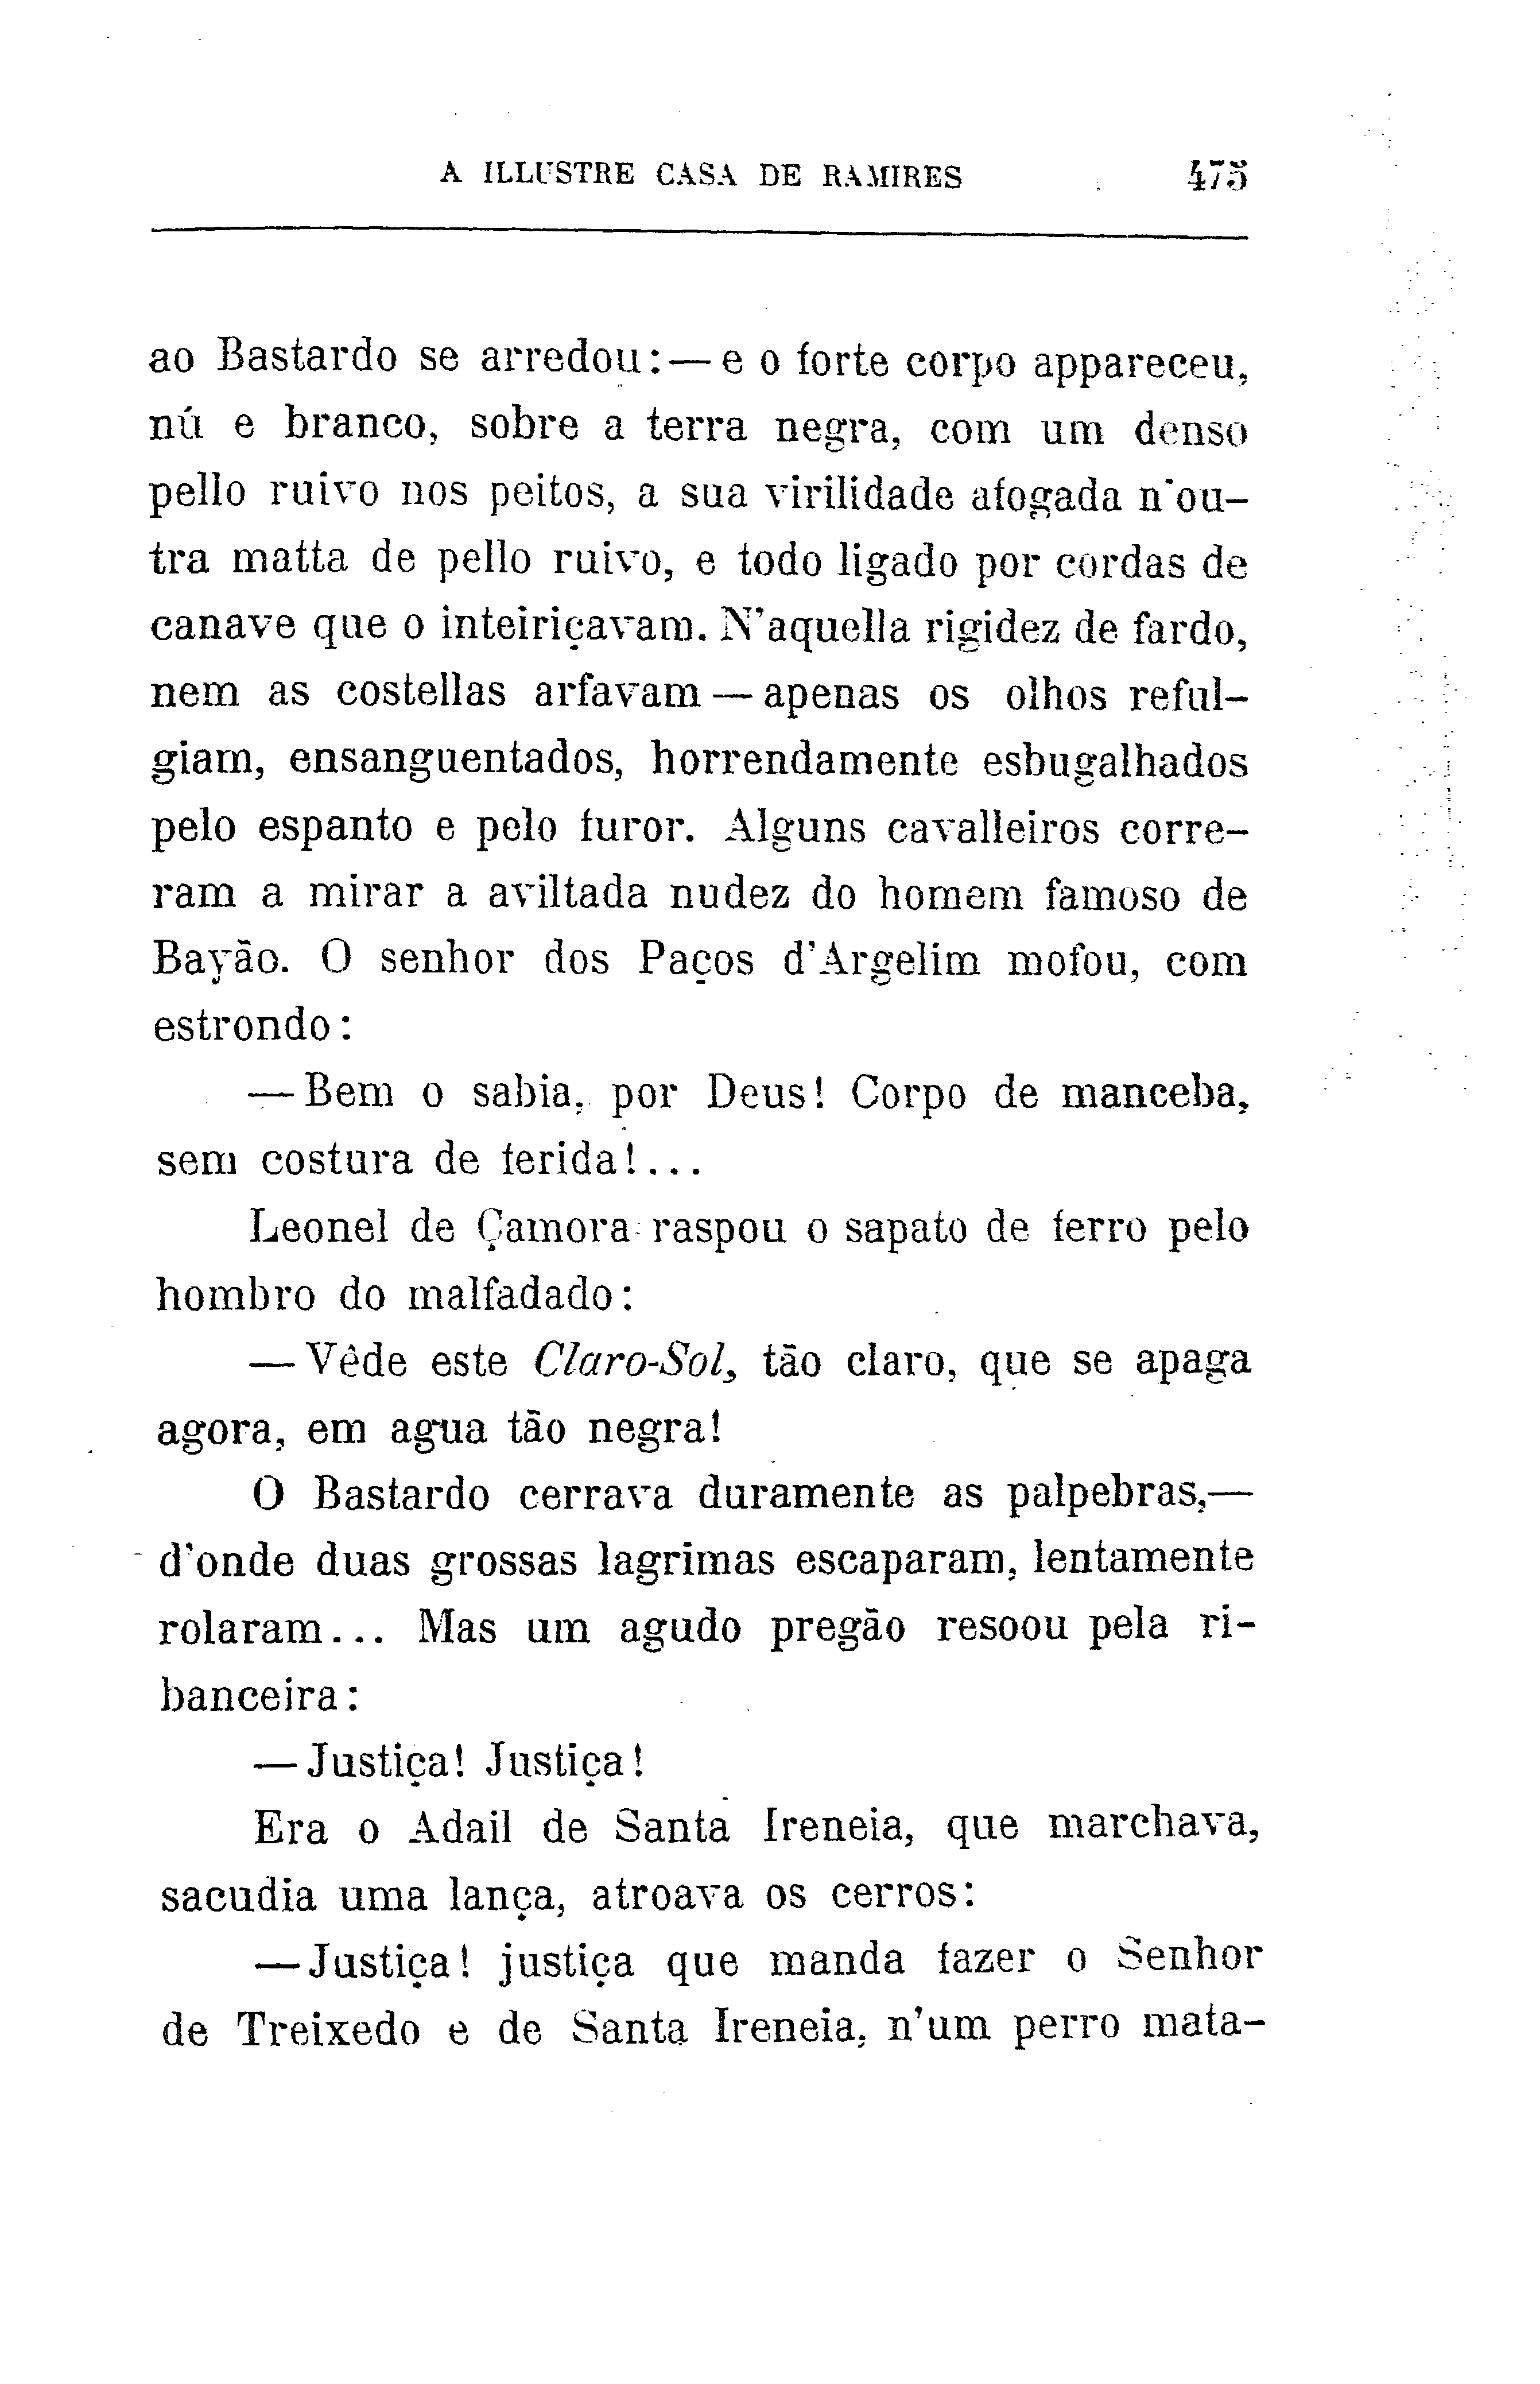 A ILLUSTRE CASA DE RAMIRES 475
ao Bastardo se arredou:—e o forte corpo appareceu,
nú e branco, sobre a terra negra, com um denso
pello ruivo nos peitos, a sua virilidade afogada n'ou-
tra matta de pello ruivo, e todo ligado por cordas de
canave que o inteiriçavam. N'aquella rigidez de fardo,
nem as costellas arfavam — apenas os olhos reful-
giam, ensanguentados, horrendamente esbugalhados
pelo espanto e pelo furor. Alguns cavalleiros corre-
ram a mirar a aviltada nudez do homem famoso de
Bayão. O senhor dos Paços d'Argelim mofou, com
estrondo:
— Bem o sabia, por Deus! Corpo de manceba,
sem costura de ferida!...
Leonel de Çamora raspou o sapato de ferro pelo
hombro do malfadado:
— Vêde este Claro-Sol, tão claro, que se apaga
agora, em agua tão negra!
O Bastardo cerrava duramente as palpebras,—
d'onde duas grossas lagrimas escaparam, lentamente
rolaram... Mas um agudo pregão resoou pela ri-
banceira:
— Justiça! Justiça!
Era o Adail de Santa Ireneia, que marchava,
sacudia uma lança, atroava os cerros:
— Justiça! justiça que manda fazer o Senhor
de Treixedo e de Santa Ireneia, n'um perro mata-